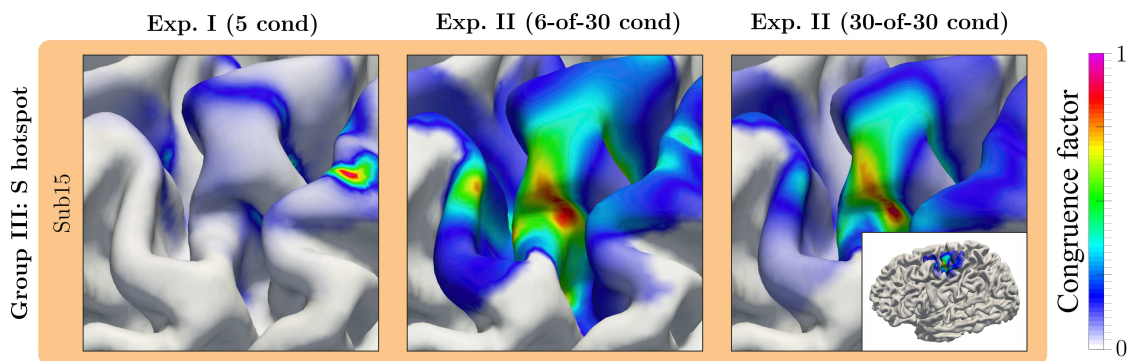 Exp. I (5 cond)
Exp. II (6-of-30 cond)
Exp. II (30-of-30 cond)
Group III: S hotspot
Sub15
Congruence factor
1
0